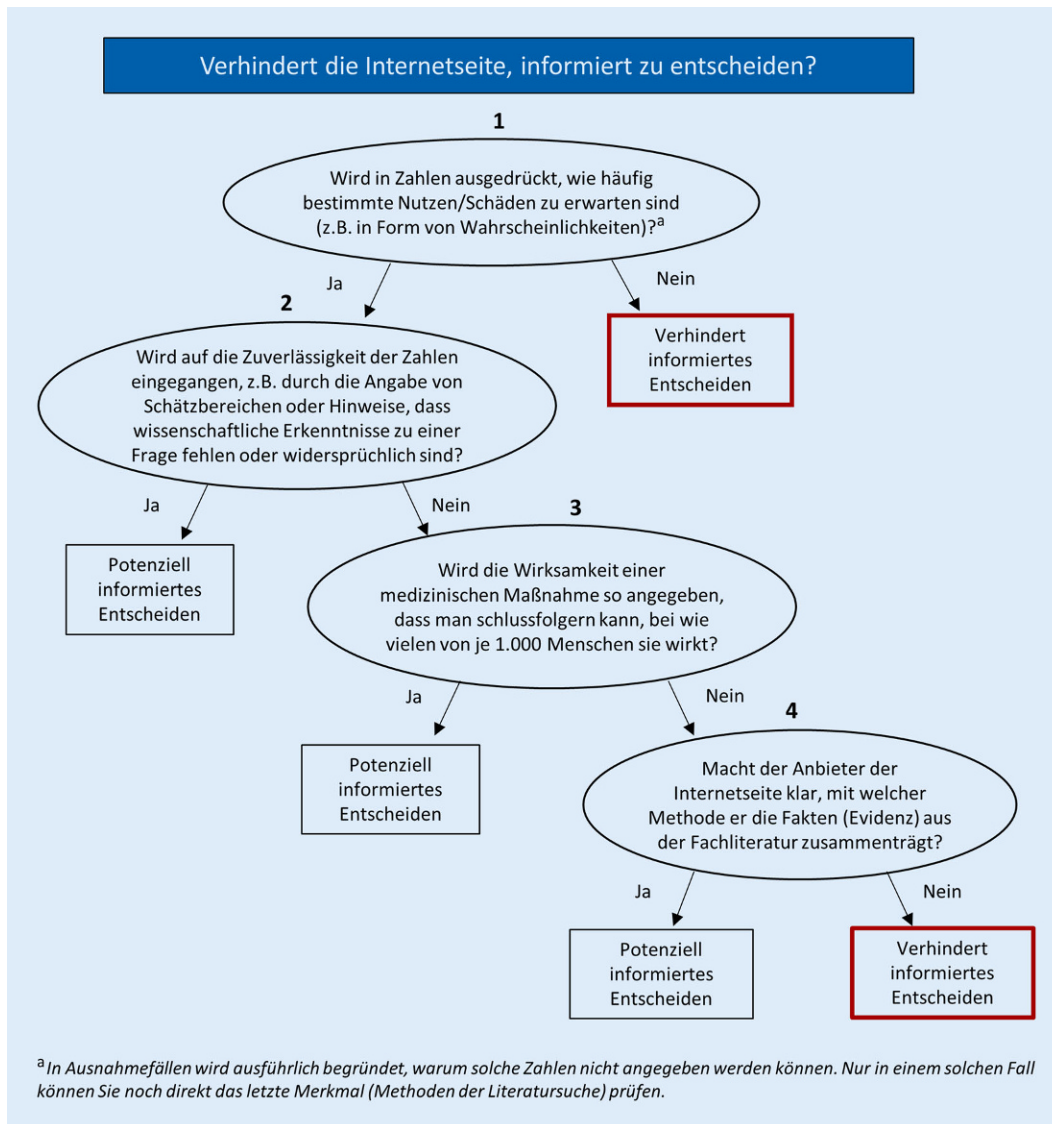 Verhindert die Internetseite, informiert zu entscheiden?
1
Wird in Zahlen ausgedrückt, wie häufig
bestimmte Nutzen/Schäden zu erwarten sind
(z.B. in Form von Wahrscheinlichkeiten)?a
Ja
Nein
2
Wird auf die Zuverlässigkeit der Zahlen
eingegangen, z.B. durch die Angabe von
Schätzbereichen oder Hinweise, dass
wissenschaftliche Erkenntnisse zu einer
Frage fehlen oder widersprüchlich sind?
Verhindert
informiertes
Entscheiden
Ja
Nein
Potenziell
informiertes
Entscheiden
3
Wird die Wirksamkeit einer
medizinischen Maßnahme so angegeben,
dass man schlussfolgern kann, bei wie
vielen von je 1.000 Menschen sie wirkt?
Ja
Nein
Potenziell
informiertes
Entscheiden
4
Macht der Anbieter der
Internetseite klar, mit welcher
Methode er die Fakten (Evidenz) aus
der Fachliteratur zusammenträgt?
Ja
Nein
Potenziell
informiertes
Entscheiden
Verhindert
informiertes
Entscheiden
a In Ausnahmefällen wird ausführlich begründet, warum solche Zahlen nicht angegeben werden können. Nur in einem solchen Fall
können Sie noch direkt das letzte Merkmal (Methoden der Literatursuche) prüfen.